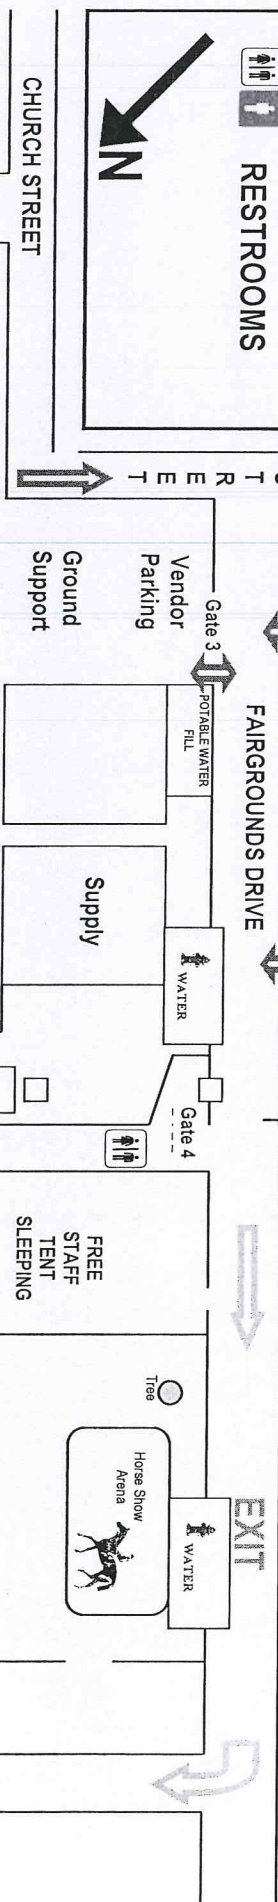 RESTROOMS
N
CHURCH STREET
TREET
Gate 3
Vendor
Parking
Ground
Support
FAIRGROUNDS DRIVE
POTABLE WATER
FILL
Supply
WATER
Gate 4
FREE
STAFF
TENT
SLEEPING
Tree
Horse Show
Arena
WATER
EXIT